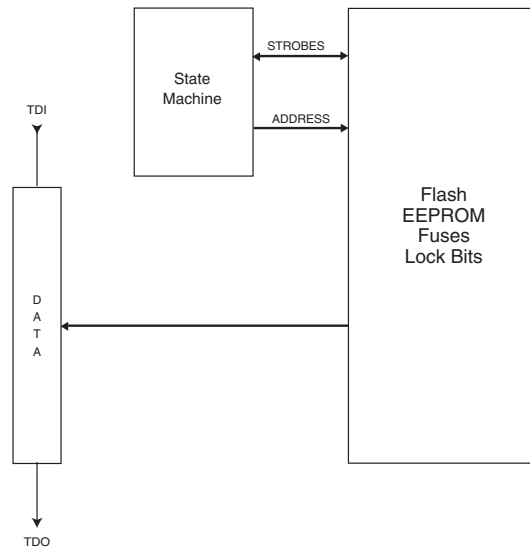 State
Machine
STROBES
ADDRESS
TDI
Flash
EEPROM
Fuses
Lock Bits
D
A
T
A
TDO